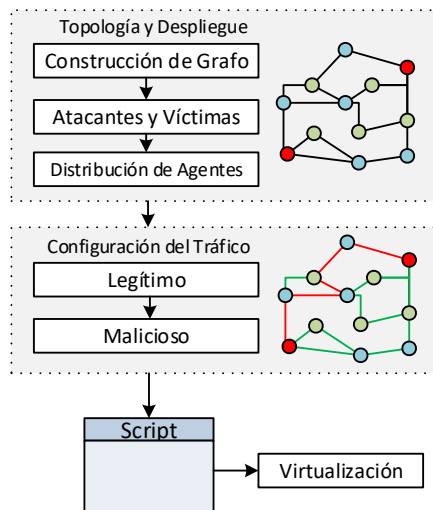 Topología y Despliegue
Construcción de Grafo
Atacantes y Víctimas
Distribución de Agentes
Configuración del Tráfico
Legítimo
Malicioso
Script
Virtualización